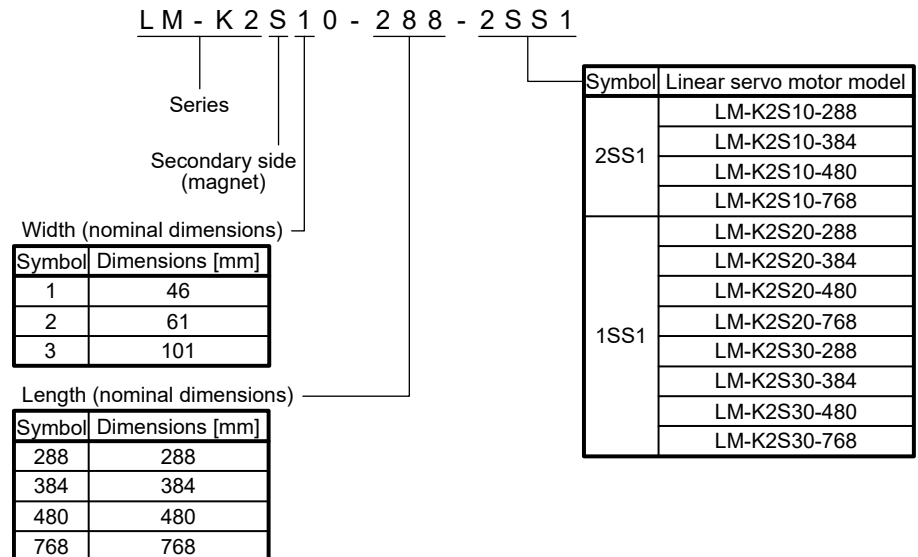 LM-K2S10-288-2SS1
Series
Secondary side
(magnet)
Width (nominal dimensions)
Symbol Dimensions [mm]
1 46
2 61
3 101
Length (nominal dimensions)
Symbol Dimensions [mm]
288 288
384 384
480 480
768 768
Symbol Linear servo motor model
2SS1
LM-K2S10-288
LM-K2S10-384
LM-K2S10-480
LM-K2S10-768
1SS1
LM-K2S20-288
LM-K2S20-384
LM-K2S20-480
LM-K2S20-768
LM-K2S30-288
LM-K2S30-384
LM-K2S30-480
LM-K2S30-768